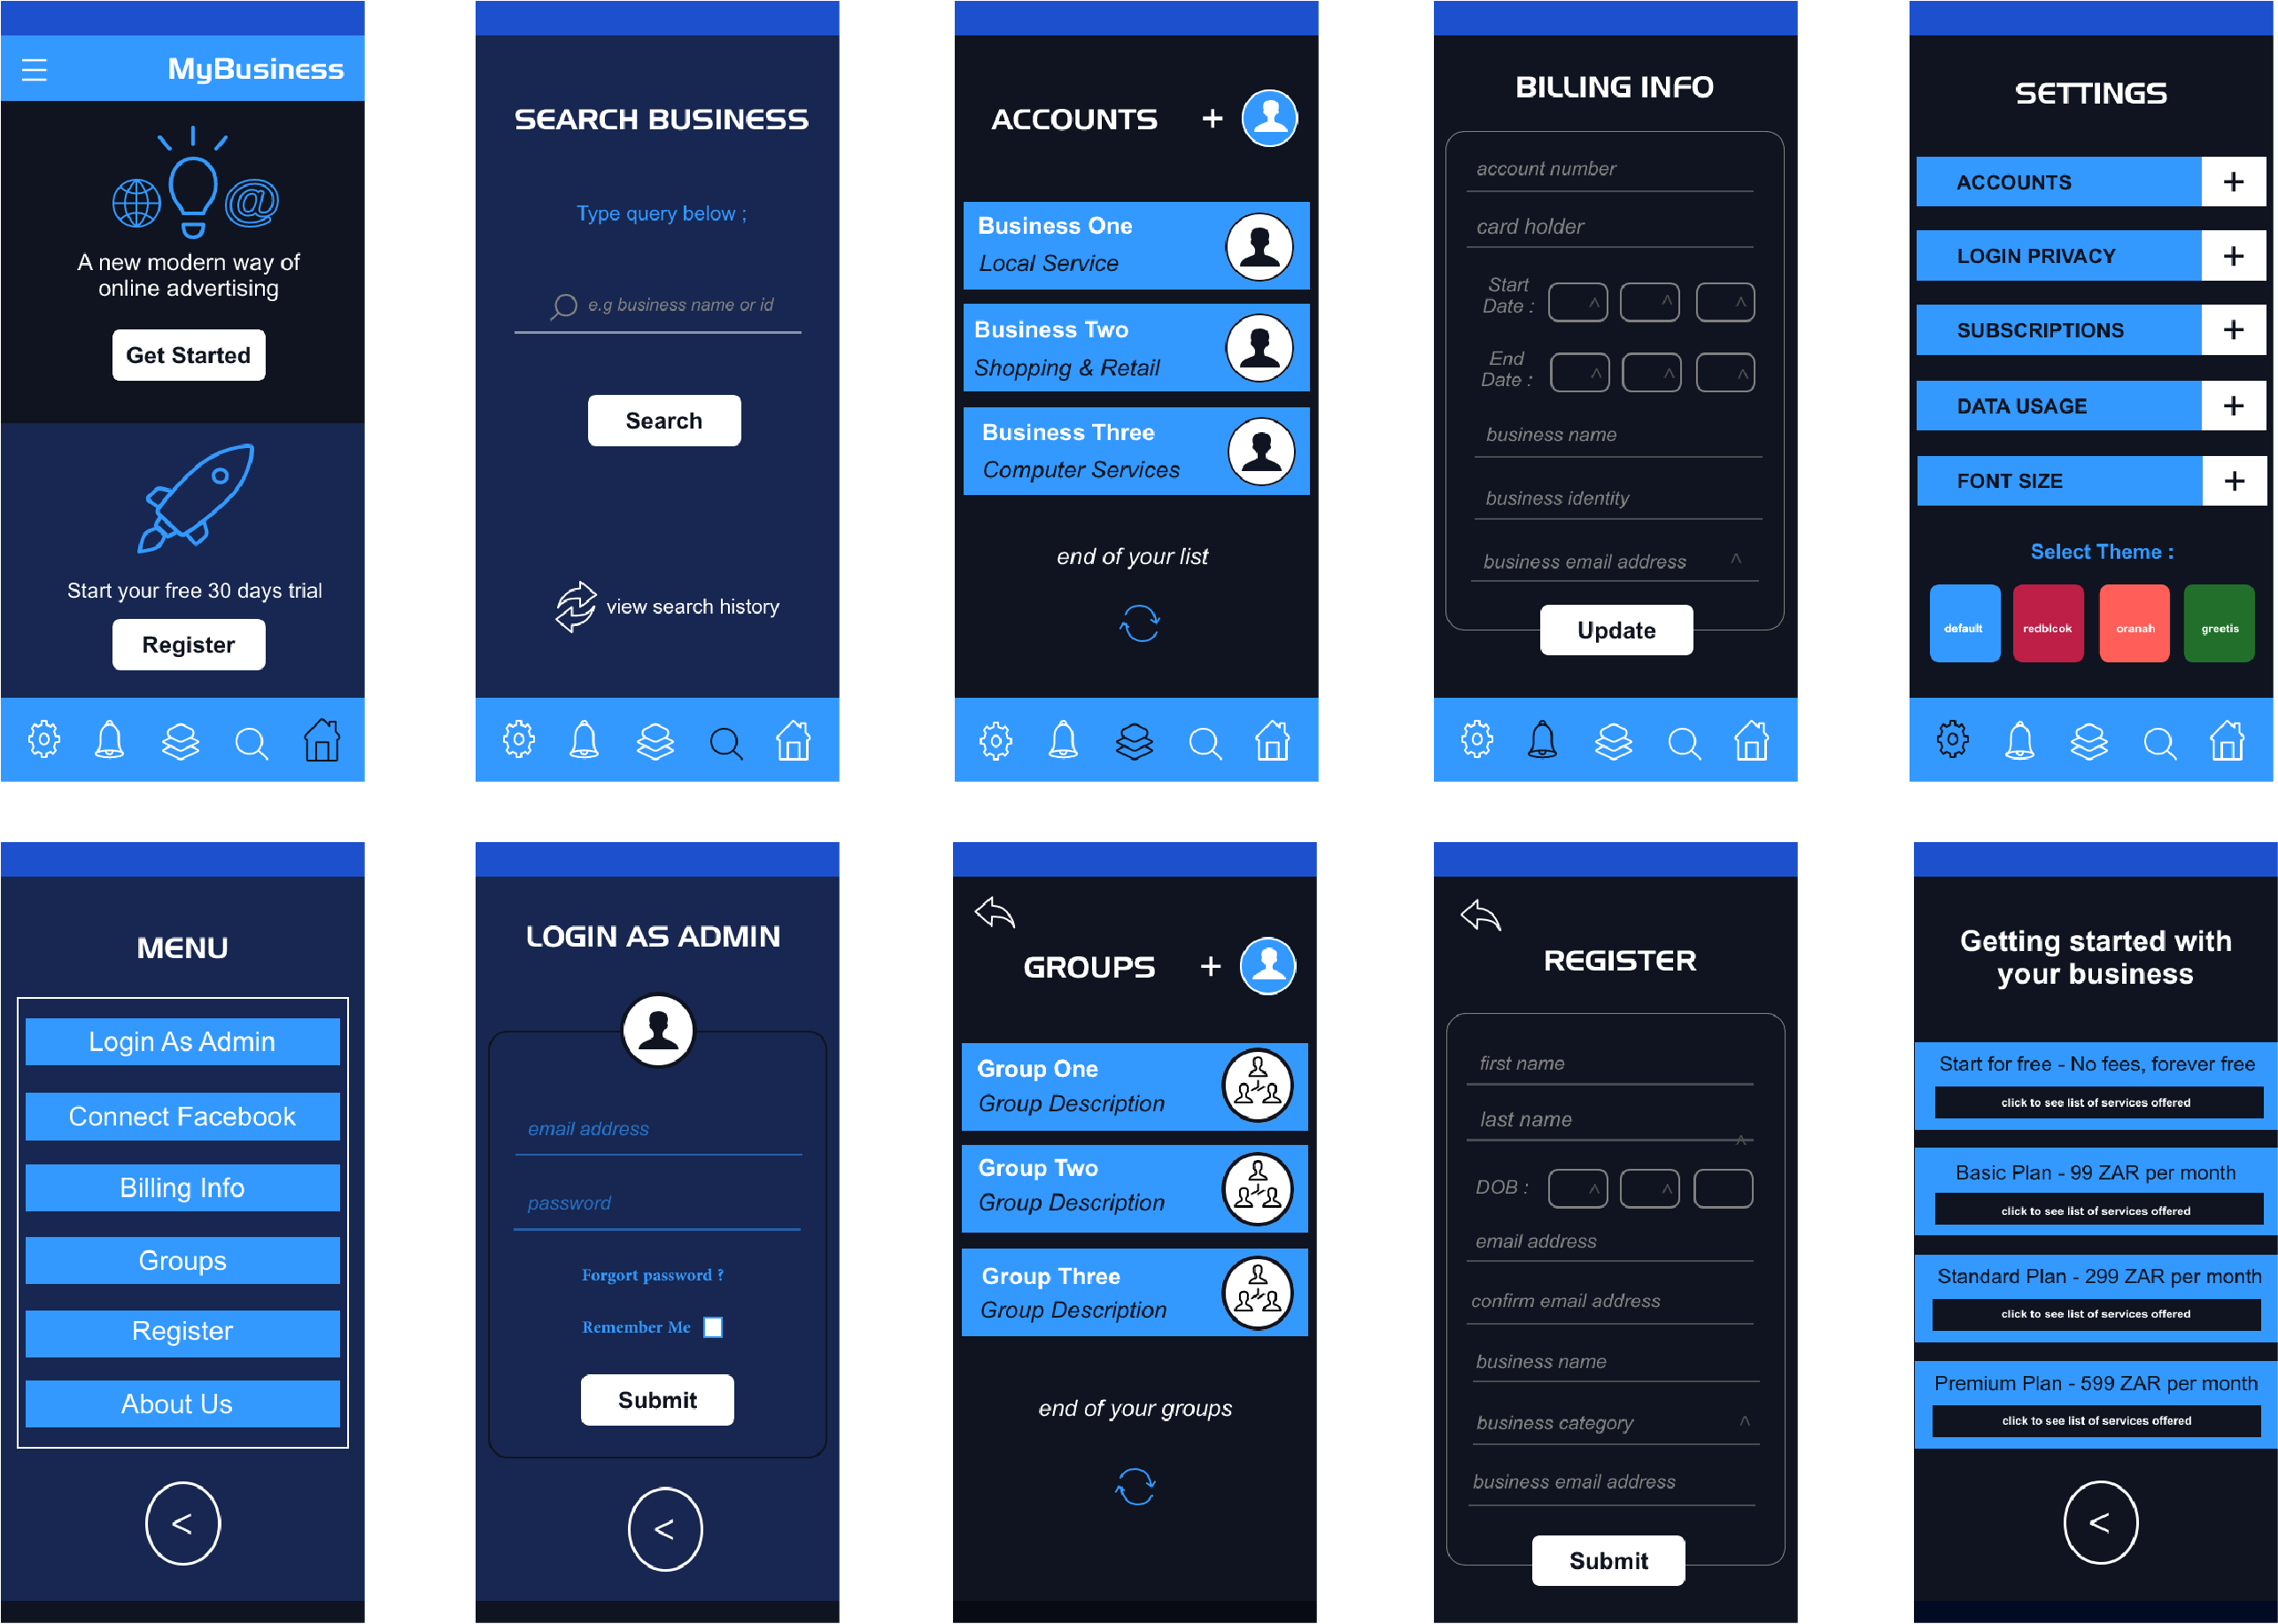 MyBusiness
A new modern way of
online advertising
Get Started
Start your free 30 days trial
Register
SEARCH BUSINESS
Type query below ;
e.g business name or id
Search
view search history
ACCOUNTS +
Business One
Local Service
Business Two
Shopping & Retail
Business Three
Computer Services
end of your list
BILLING INFO
account number
card holder
Start
Date :
^ ^ ^
End
Date :
^ ^ ^
business name
business identity
business email address ^
Update
SETTINGS
ACCOUNTS +
LOGIN PRIVACY +
SUBSCRIPTIONS +
DATA USAGE +
FONT SIZE +
Select Theme :
default
redblcok
oranah
greetis
MENU
Login As Admin
Connect Facebook
Billing Info
Groups
Register
About Us
<
LOGIN AS ADMIN
email address
password
Forgort password ?
Remember Me
Submit
<
GROUPS +
Group One
Group Description
Group Two
Group Description
Group Three
Group Description
end of your groups
REGISTER
first name
last name
^
DOB : ^ ^
email address
confirm email address
business name
business category ^
business email address
Submit
Getting started with
your business
Start for free - No fees, forever free
click to see list of services offered
Basic Plan - 99 ZAR per month
click to see list of services offered
Standard Plan - 299 ZAR per month
click to see list of services offered
Premium Plan - 599 ZAR per month
click to see list of services offered
<